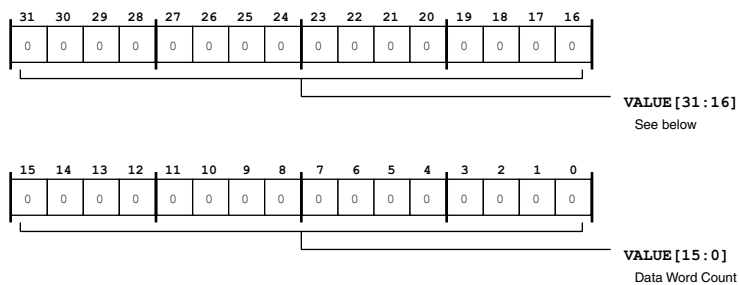 31 30 29 28 27 26 25 24 23 22 21 20 19 18 17 16
0 0 0 0 0 0 0 0 0 0 0 0 0 0 0 0
VALUE[31:16]
See below
15 14 13 12 11 10 9 8 7 6 5 4 3 2 1 0
0 0 0 0 0 0 0 0 0 0 0 0 0 0 0 0
VALUE[15:0]
Data Word Count